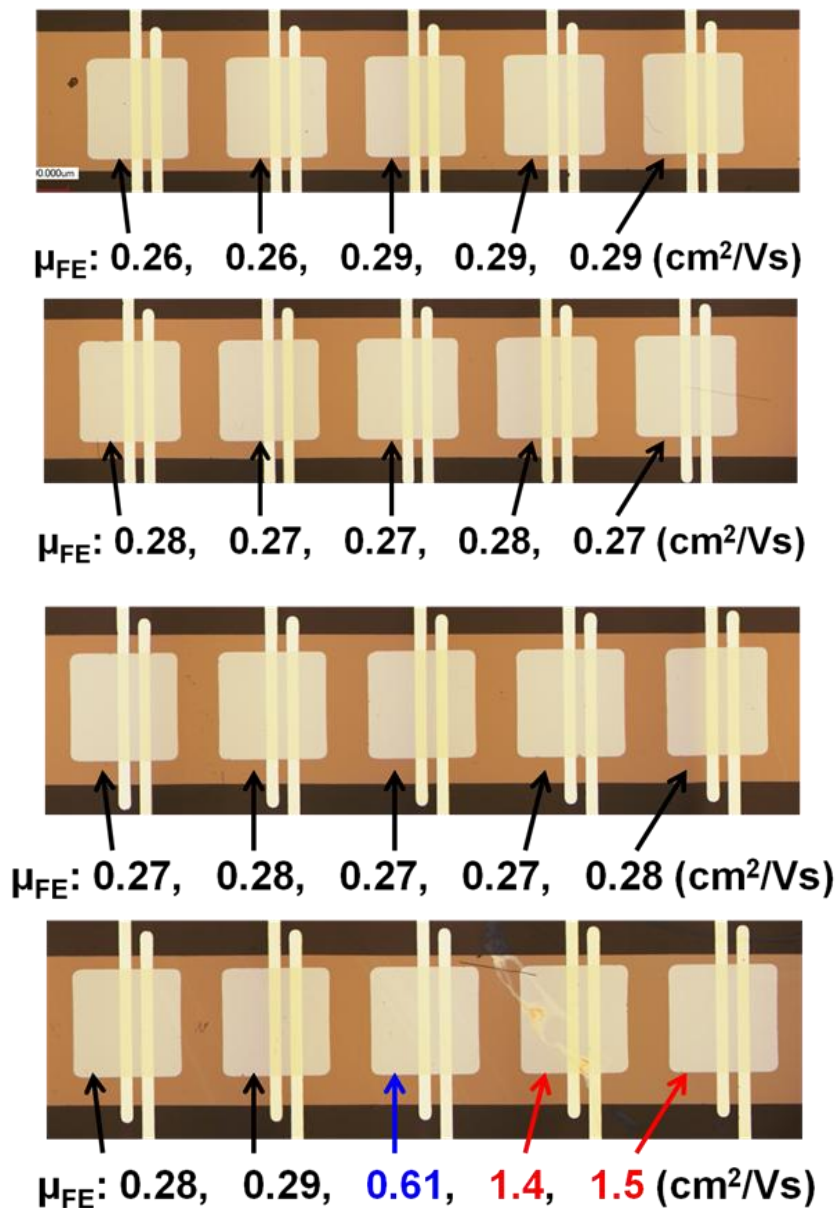 00.000um
μFE: 0.26, 0.26, 0.29, 0.29, 0.29 (cm²/Vs)
μFE: 0.28, 0.27, 0.27, 0.28, 0.27 (cm²/Vs)
μFE: 0.27, 0.28, 0.27, 0.27, 0.28 (cm²/Vs)
μFE: 0.28, 0.29, 0.61, 1.4, 1.5 (cm²/Vs)